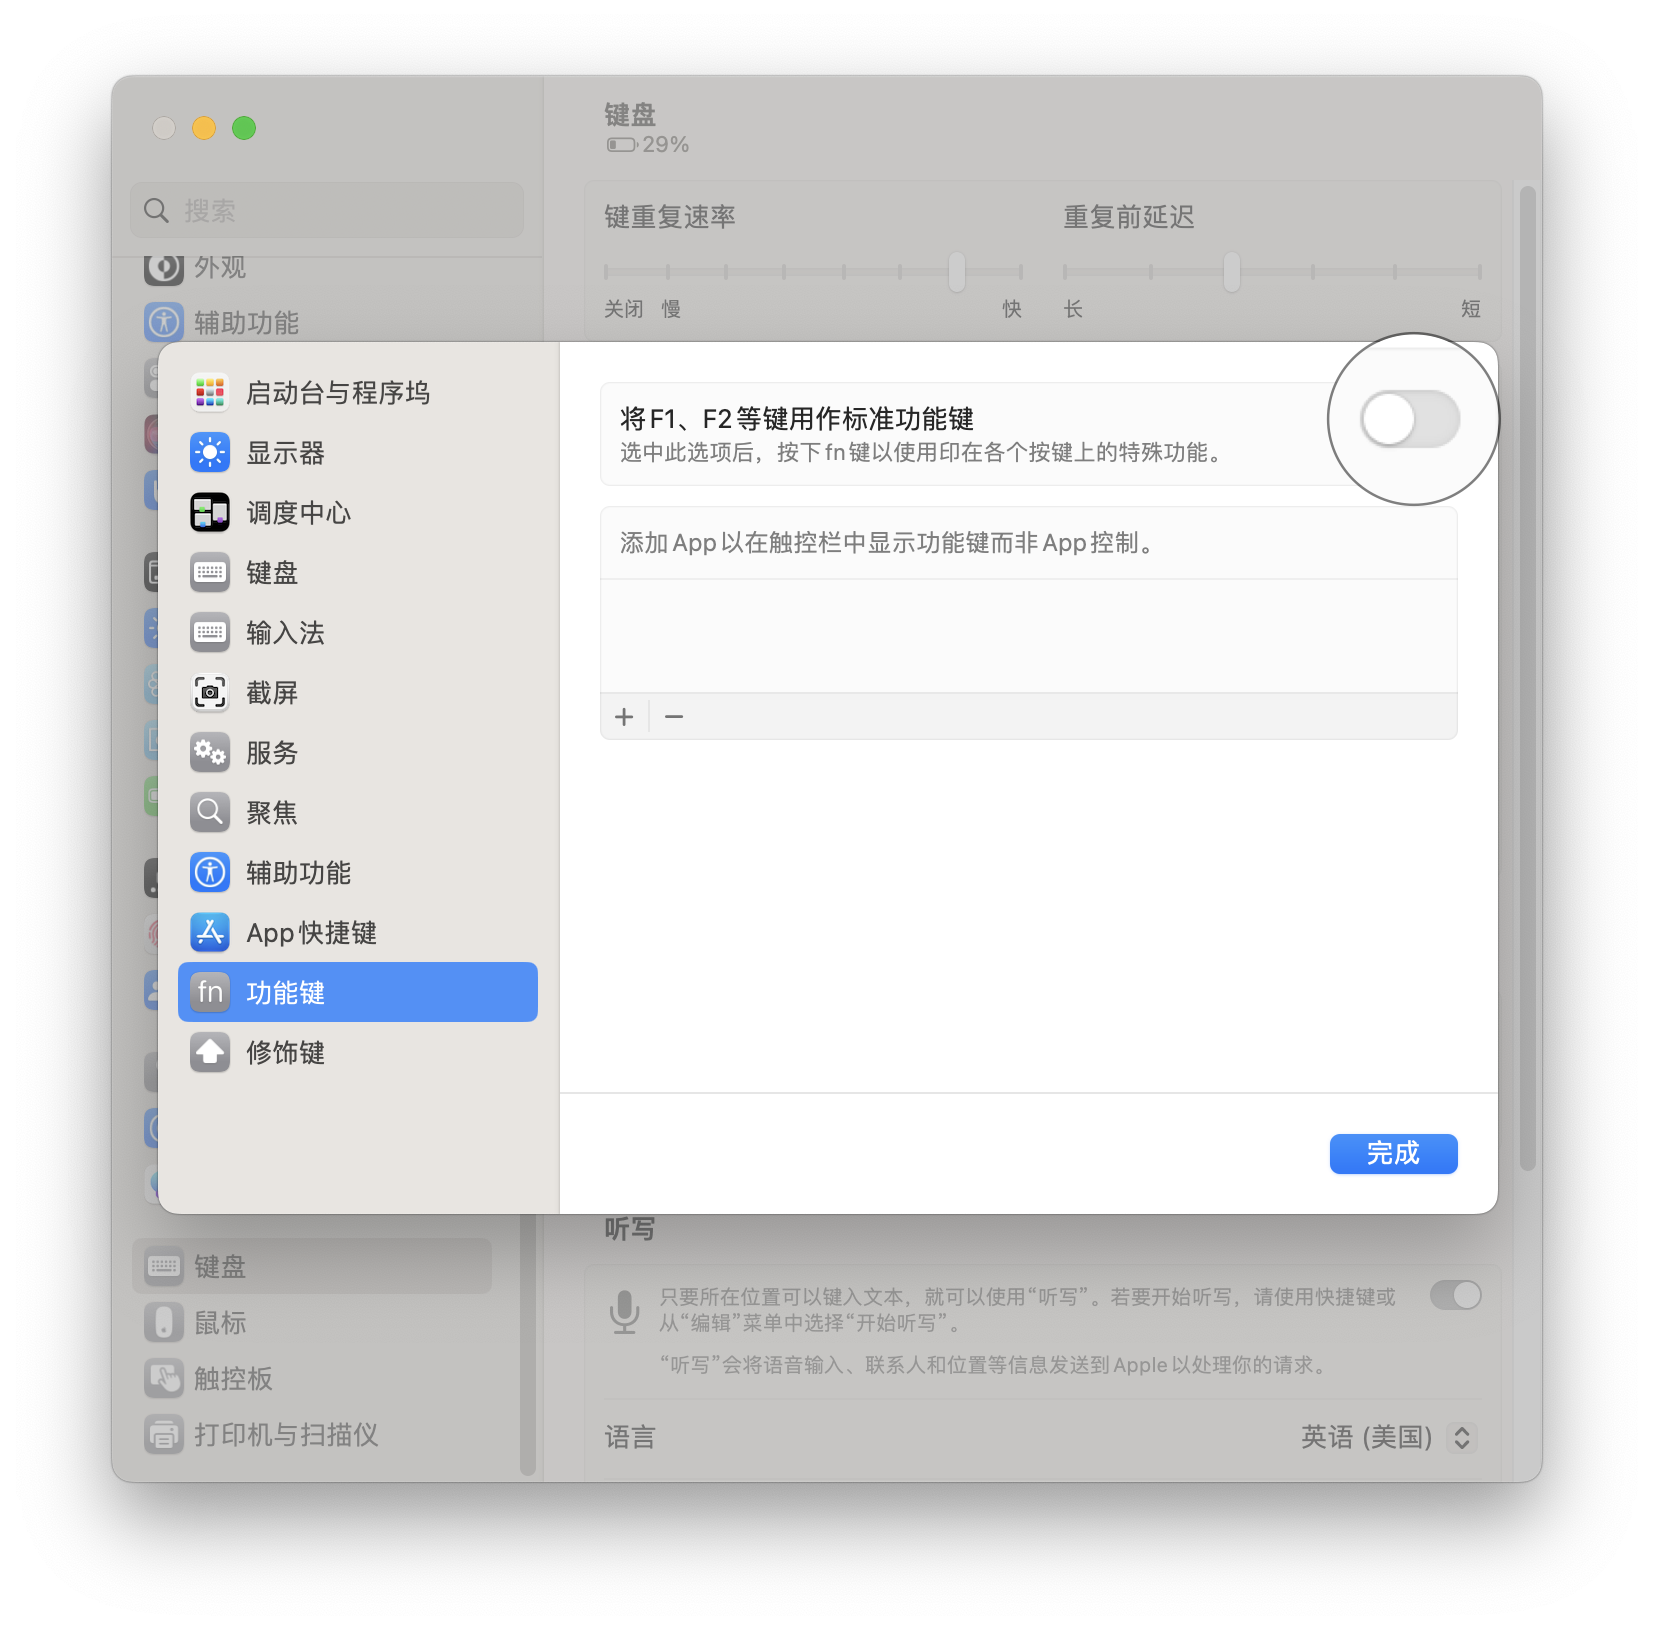 键盘
29%
搜索
键重复速率
重复前延迟
关闭 慢 快
长 短
外观
辅助功能
启动台与程序坞
显示器
调度中心
键盘
输入法
截屏
服务
聚焦
辅助功能
App快捷键
fn 功能键
修饰键
将F1、F2等键用作标准功能键
选中此选项后，按下fn键以使用印在各个按键上的特殊功能。
添加App以在触控栏中显示功能键而非App控制。
完成
键盘
鼠标
触控板
打印机与扫描仪
听写
只要所在位置可以键入文本，就可以使用“听写”。若要开始听写，请使用快捷键或
从“编辑”菜单中选择“开始听写”。
“听写”会将语音输入、联系人和位置等信息发送到Apple以处理你的请求。
语言
英语 (美国)